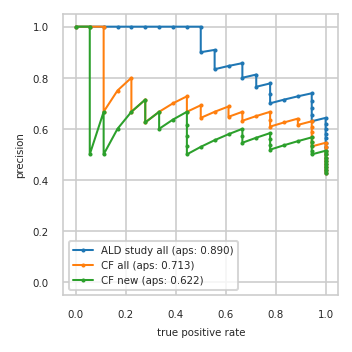 1.0
0.8
0.6
0.4
0.2
0.0
precision
ALD study all (aps: 0.890)
CF all (aps: 0.713)
CF new (aps: 0.622)
0.0 0.2 0.4 0.6 0.8 1.0
true positive rate